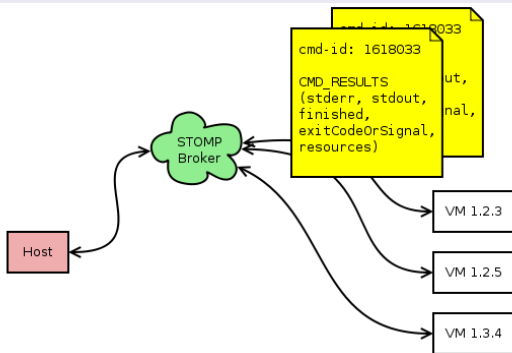 cmd-id: 1618033
CMD_RESULTS
(stderr, stdout,
finished,
exitCodeOrSignal,
resources)
STOMP
Broker
Host
VM 1.2.3
VM 1.2.5
VM 1.3.4